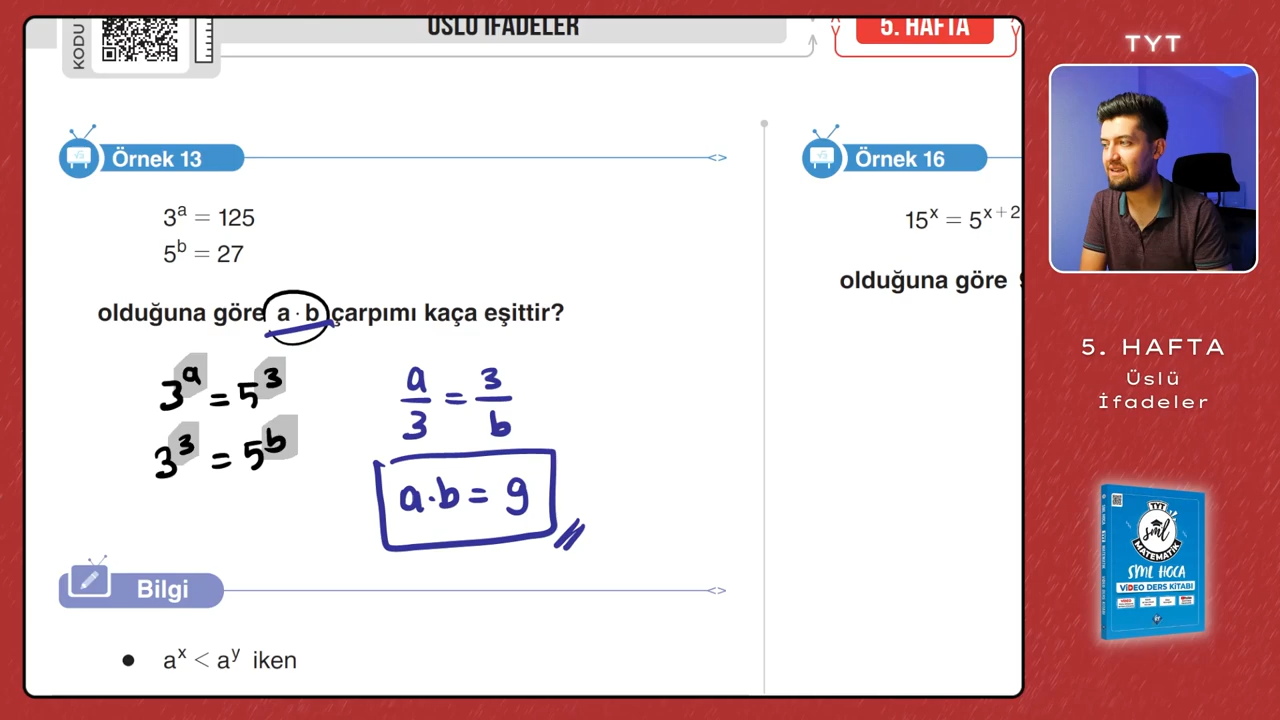 KODU
ÜSLÜ İFADELER
5. HAFTA
TYT
Örnek 13
3ᵃ = 125
5ᵇ = 27
olduğuna göre a · b çarpımı kaça eşittir?
3ᵃ = 5³
3³ = 5ᵇ
a/3 = 3/b
a·b = 9
Bilgi
• aˣ < aʸ iken
Örnek 16
15ˣ = 5ˣ⁺²
olduğuna göre
5. HAFTA
Üslü
İfadeler
TYT
sml
MATEMATİK
SML HOCA
VİDEO DERS KİTABI